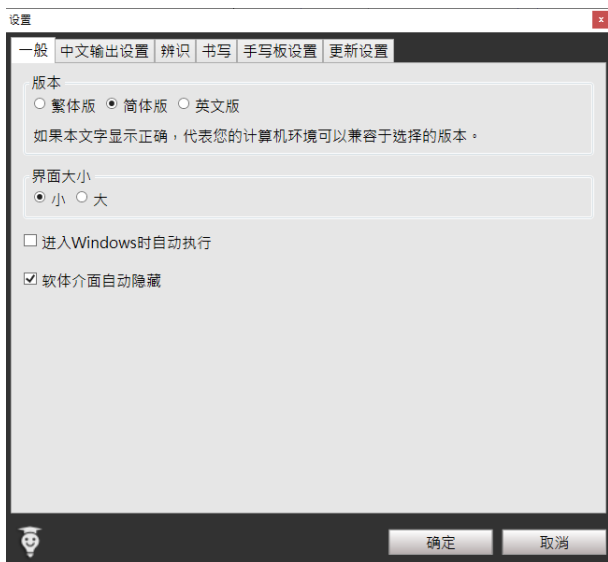 设置
一般 中文输出设置 辨识 书写 手写板设置 更新设置
版本
繁体版 简体版 英文版
如果本文字显示正确，代表您的计算机环境可以兼容于选择的版本。
界面大小
小 大
进入Windows时自动执行
软体介面自动隐藏
确定 取消